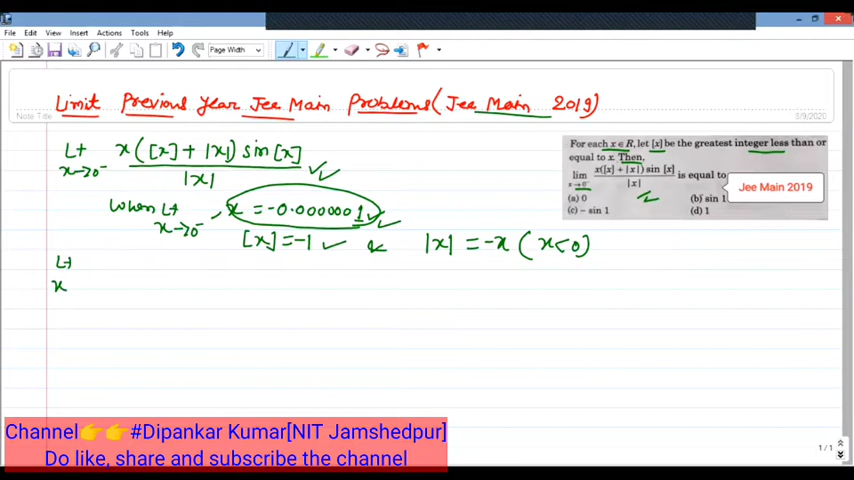 File Edit View Insert Actions Tools Help
Page Width
Limit Previous Year Jee Main Problems (Jee Main 2019)
Note Title
8/9/2020
Lt x→0⁻ x([x] + |x|) sin [x] / |x|
When Lt x→0⁻, x = -0.0000001
[x] = -1 & |x| = -x (x<0)
Lt
x
For each x ∈ R, let [x] be the greatest integer less than or
equal to x. Then,
lim x→0⁻ x([x] + |x|) sin [x] / |x| is equal to
(a) 0 (b) sin 1
(c) – sin 1 (d) 1
Jee Main 2019
Channel👉👉#Dipankar Kumar[NIT Jamshedpur]
Do like, share and subscribe the channel
1/1